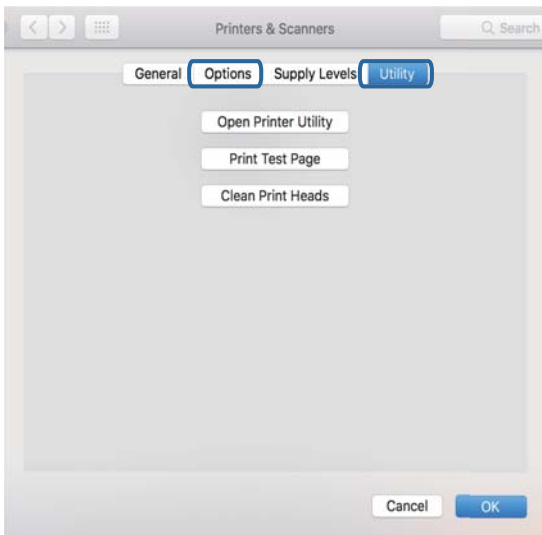 Printers & Scanners Search
General Options Supply Levels Utility
Open Printer Utility
Print Test Page
Clean Print Heads
Cancel OK